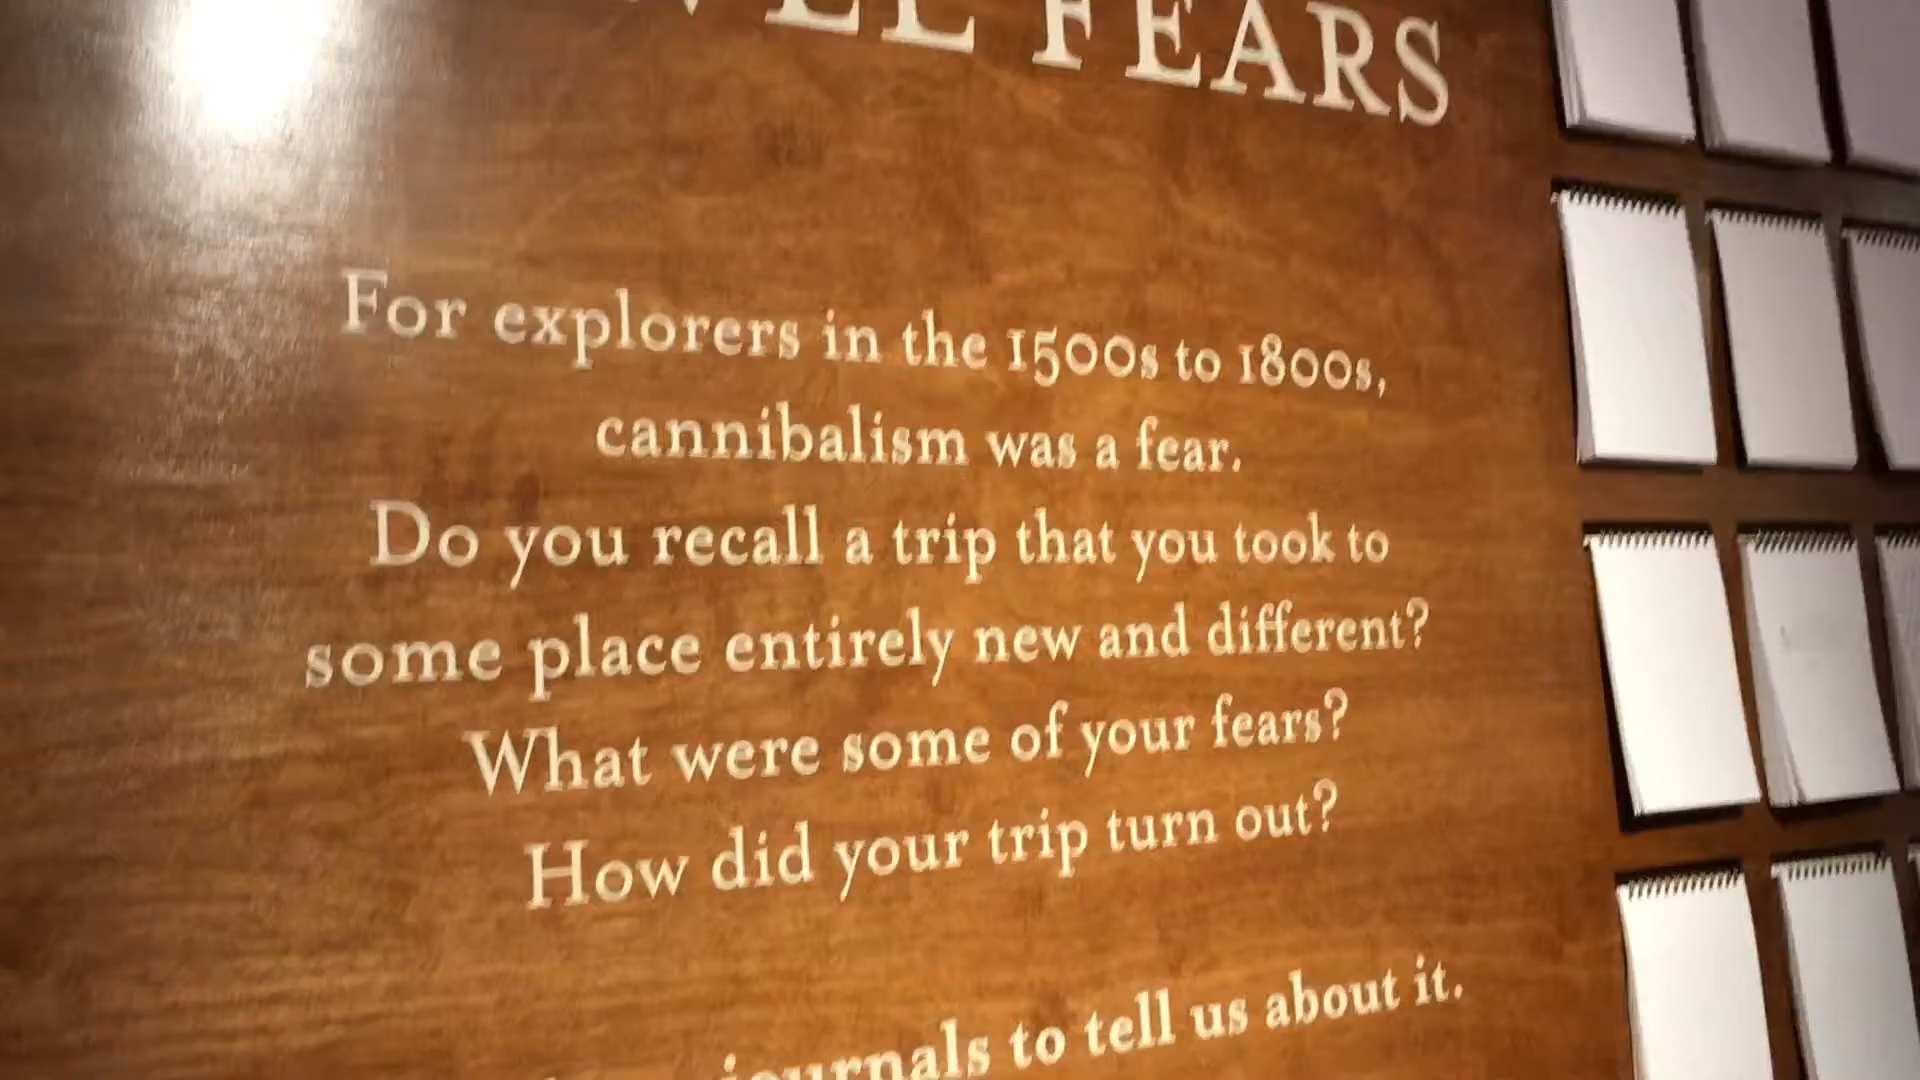 FEARS
For explorers in the 1500s to 1800s,
cannibalism was a fear.
Do you recall a trip that you took to
some place entirely new and different?
What were some of your fears?
How did your trip turn out?
journals to tell us about it.